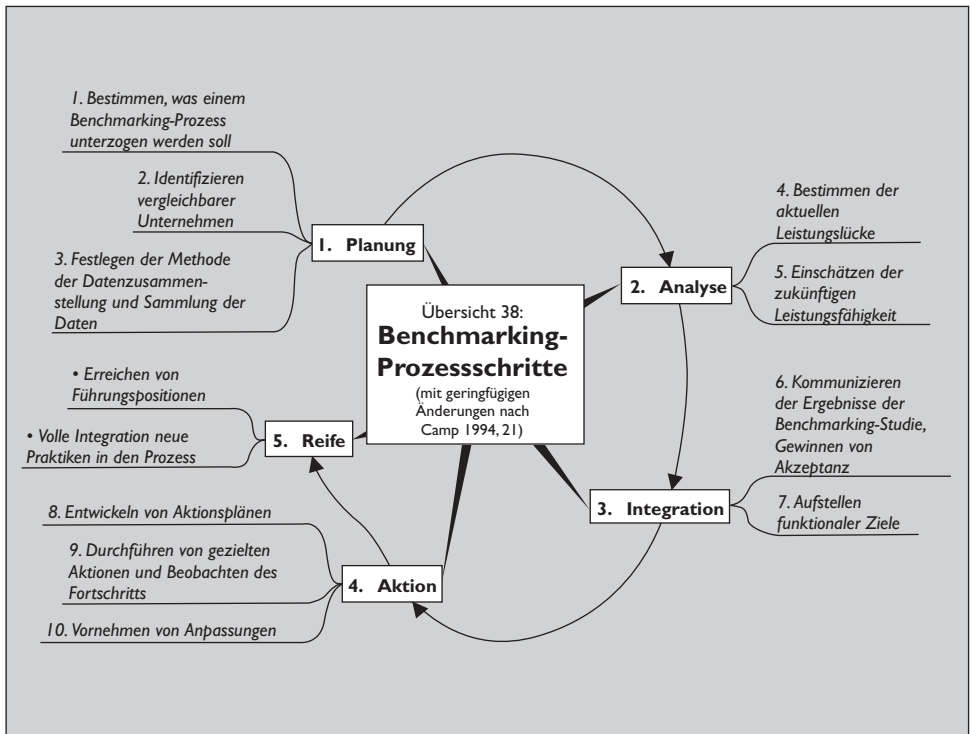 1. Bestimmen, was einem
Benchmarking-Prozess
unterzogen werden soll
2. Identifizieren
vergleichbarer
Unternehmen
3. Festlegen der Methode
der Datenzusammen-
stellung und Sammlung der
Daten
1. Planung
4. Bestimmen der
aktuellen
Leistungslücke
5. Einschätzen der
zukünftigen
Leistungsfähigkeit
2. Analyse
Übersicht 38:
Benchmarking-
Prozessschritte
(mit geringfügigen
Änderungen nach
Camp 1994, 21)
6. Kommunizieren
der Ergebnisse der
Benchmarking-Studie,
Gewinnen von
Akzeptanz
7. Aufstellen
funktionaler Ziele
3. Integration
8. Entwickeln von Aktionsplänen
9. Durchführen von gezielten
Aktionen und Beobachten des
Fortschritts
10. Vornehmen von Anpassungen
4. Aktion
• Erreichen von
Führungspositionen
• Volle Integration neue
Praktiken in den Prozess
5. Reife